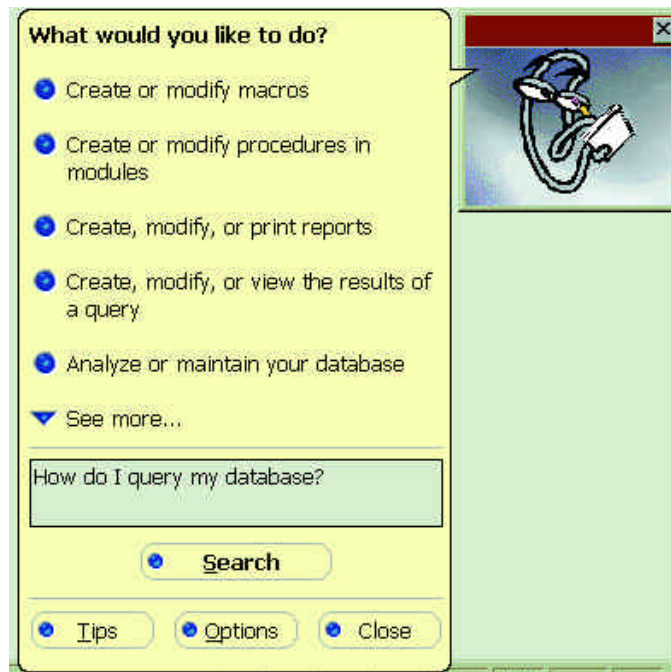 What would you like to do?
Create or modify macros
Create or modify procedures in
modules
Create, modify, or print reports
Create, modify, or view the results of
a query
Analyze or maintain your database
See more...
How do I query my database?
Search
Tips
Options
Close